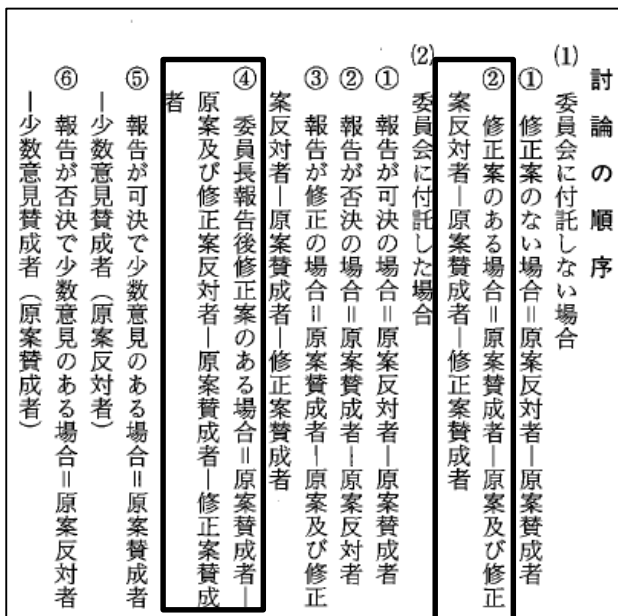 討論の順序
(1) 委員会に付託しない場合
① 修正案のない場合＝原案反対者―原案賛成者
② 修正案のある場合＝原案賛成者―原案及び修正
案反対者―原案賛成者―修正案賛成者
(2) 委員会に付託した場合
① 報告が可決の場合＝原案反対者―原案賛成者
② 報告が否決の場合＝原案賛成者―原案反対者
③ 報告が修正の場合＝原案賛成者―原案及び修正
案反対者―原案賛成者―修正案賛成者
④ 委員長報告後修正案のある場合＝原案賛成者―
原案及び修正案反対者―原案賛成者―修正案賛成
者
⑤ 報告が可決で少数意見のある場合＝原案賛成者
―少数意見賛成者（原案反対者）
⑥ 報告が否決で少数意見のある場合＝原案反対者
―少数意見賛成者（原案賛成者）